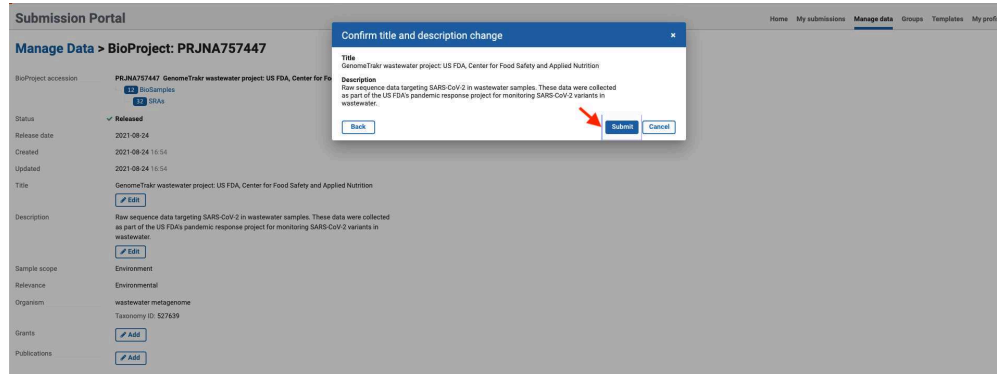 Submission Portal
Home My submissions Manage data Groups Templates My profi
Manage Data > BioProject: PRJNA757447
BioProject accession
PRJNA757447 GenomeTrakr wastewater project: US FDA, Center for Fo
12 BioSamples
32 SRAs
Status
Released
Release date
2021-08-24
Created
2021-08-24 16:54
Updated
2021-08-24 16:54
Title
GenomeTrakr wastewater project: US FDA, Center for Food Safety and Applied Nutrition
Edit
Description
Raw sequence data targeting SARS-CoV-2 in wastewater samples. These data were collected
as part of the US FDA's pandemic response project for monitoring SARS-CoV-2 variants in
wastewater.
Edit
Sample scope
Environment
Relevance
Environmental
Organism
wastewater metagenome
Taxonomy ID: 527639
Grants
Add
Publications
Add
Confirm title and description change ×
Title
GenomeTrakr wastewater project: US FDA, Center for Food Safety and Applied Nutrition
Description
Raw sequence data targeting SARS-CoV-2 in wastewater samples. These data were collected
as part of the US FDA's pandemic response project for monitoring SARS-CoV-2 variants in
wastewater.
Back Submit Cancel